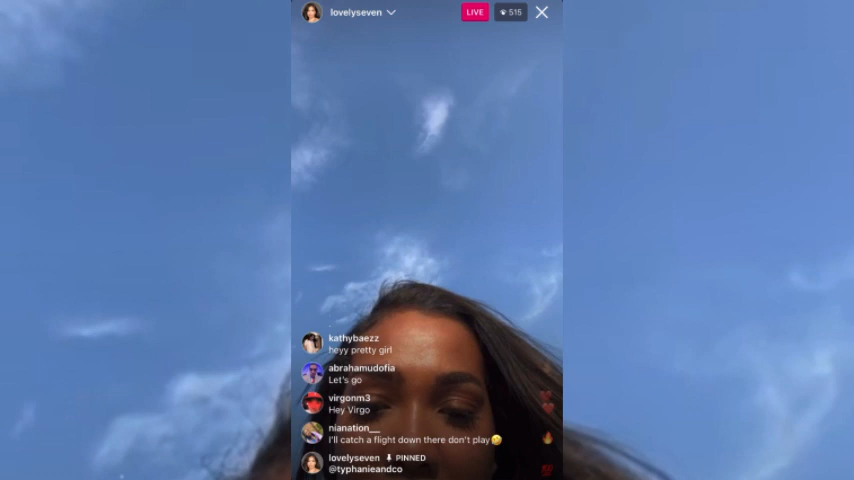 lovelyseven
LIVE
515
kathybaezz
heyy pretty girl
abrahamudofia
Let's go
virgonm3
Hey Virgo
nianation__
I'll catch a flight down there don't play🤣
lovelyseven PINNED
@typhanieandco